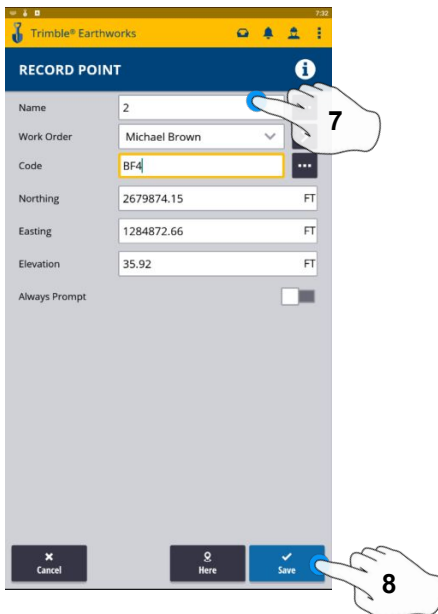 7:32
Trimble® Earthworks
RECORD POINT
Name 2
7
Work Order Michael Brown
Code BF4
Northing 2679874.15 FT
Easting 1284872.66 FT
Elevation 35.92 FT
Always Prompt
Cancel Here Save
8